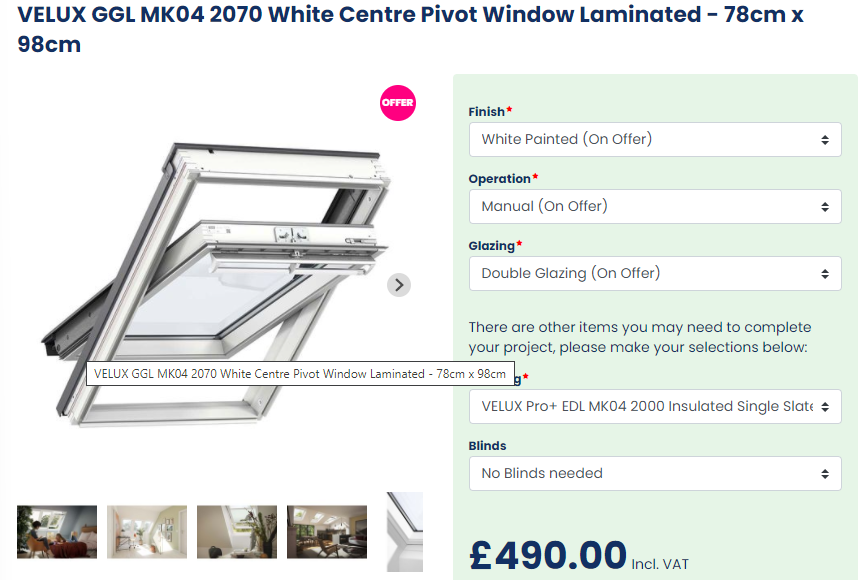 VELUX GGL MK04 2070 White Centre Pivot Window Laminated - 78cm x
98cm
OFFER
Finish*
White Painted (On Offer)
Operation*
Manual (On Offer)
Glazing*
Double Glazing (On Offer)
There are other items you may need to complete
your project, please make your selections below:
VELUX GGL MK04 2070 White Centre Pivot Window Laminated - 78cm x 98cm
g*
VELUX Pro+ EDL MK04 2000 Insulated Single Slate
Blinds
No Blinds needed
£490.00 Incl. VAT